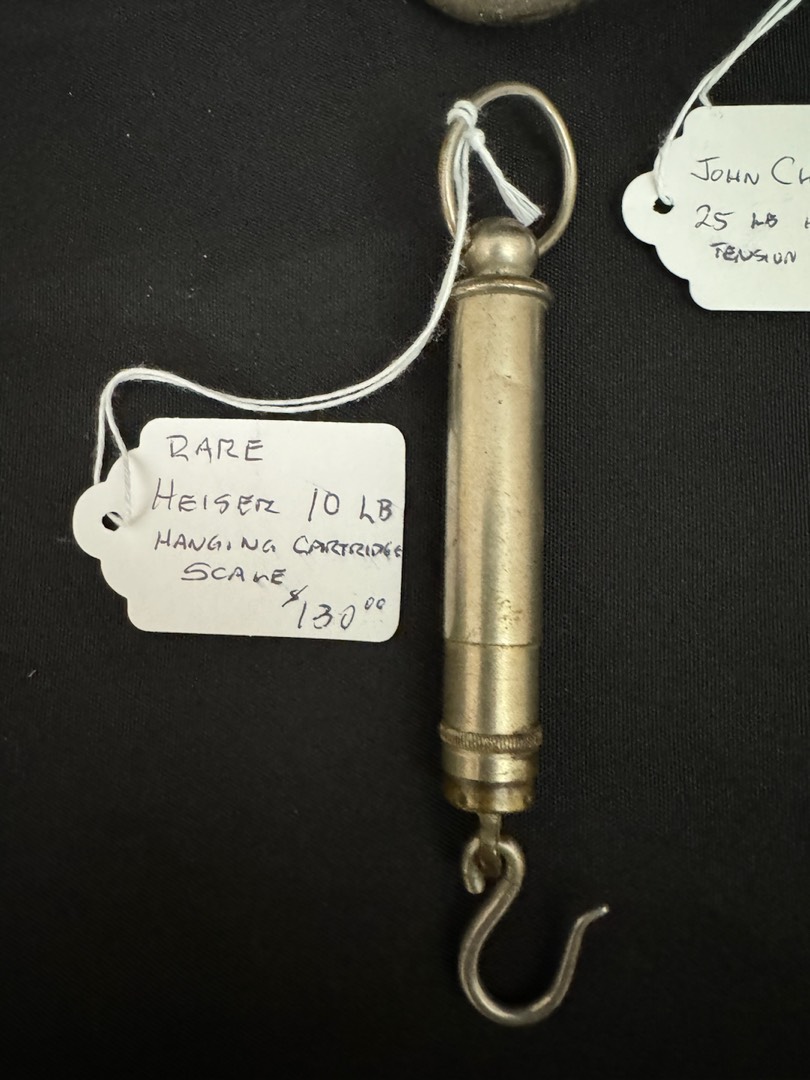 RARE
HEISER 10 LB
HANGING CARTRIDGE
SCALE
$130.00
JOHN
25 LB
TENSION